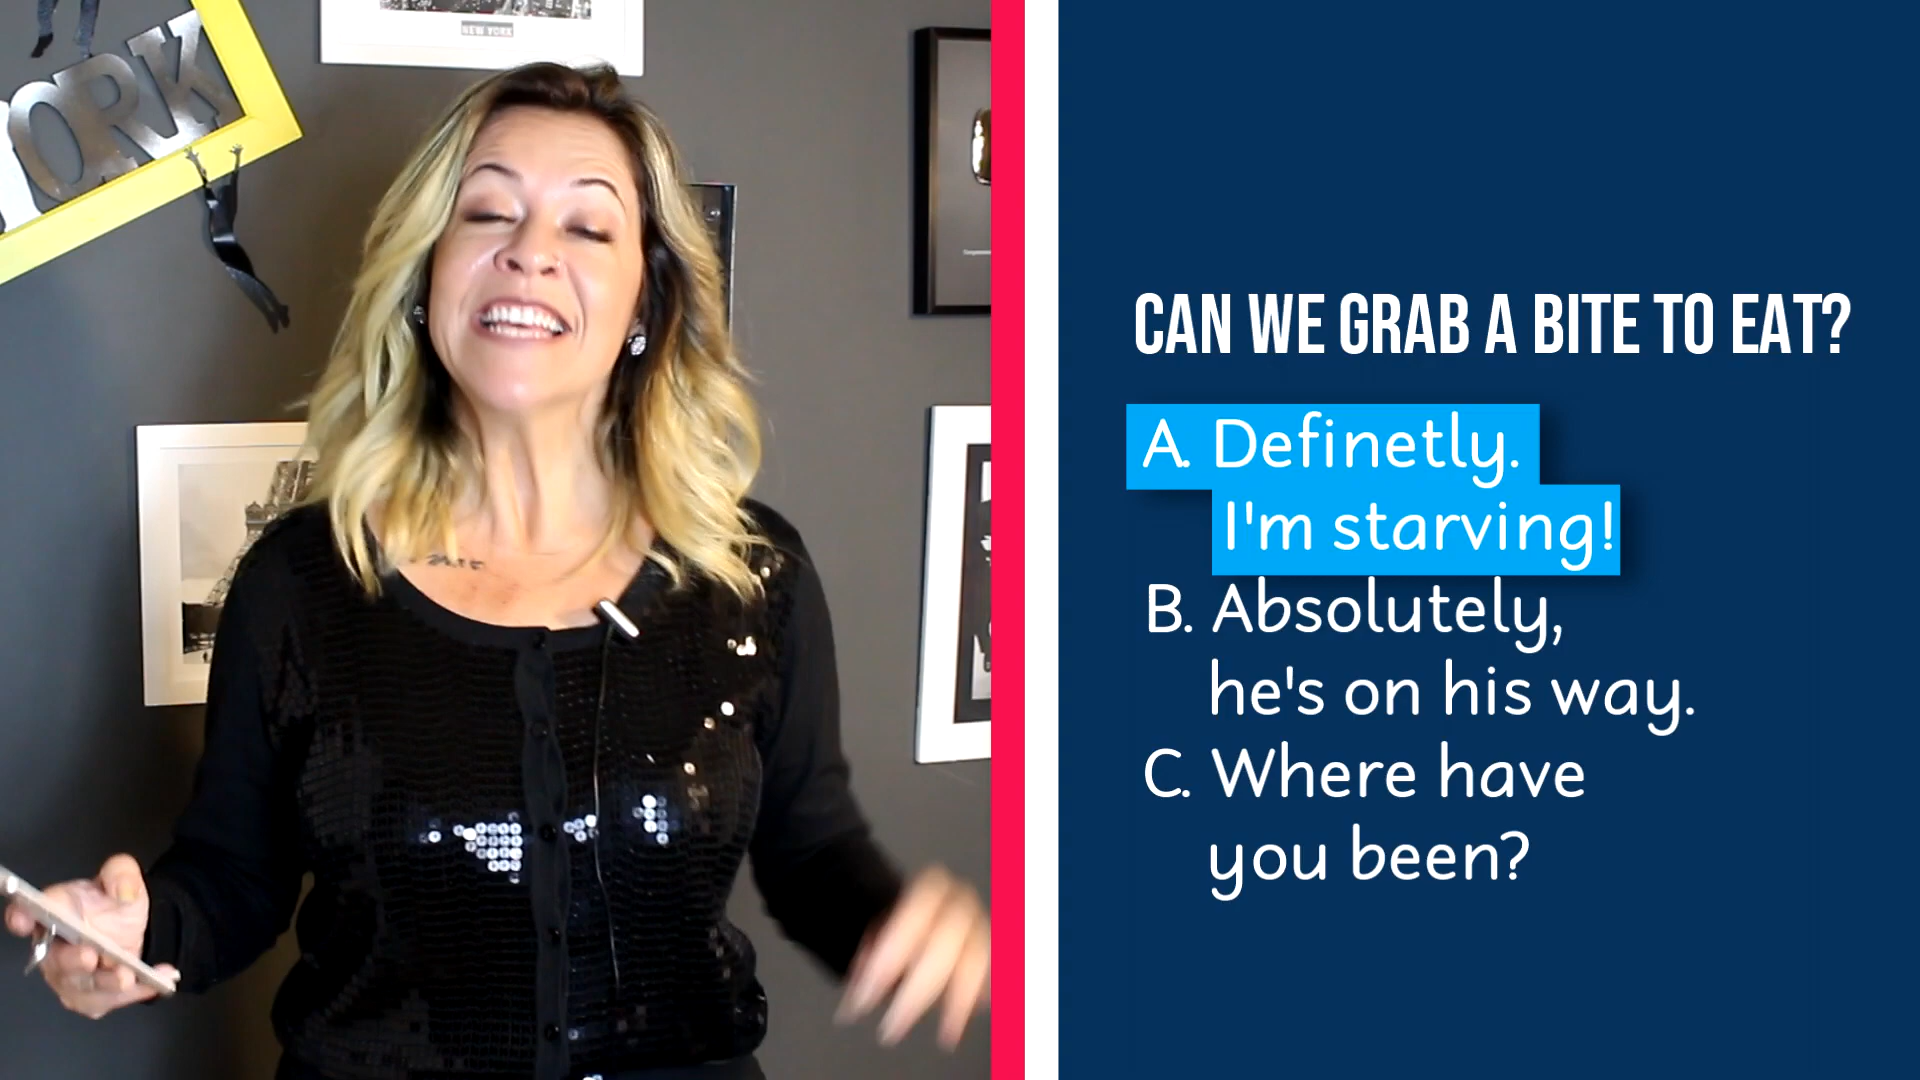 NEW YORK
YORK
CAN WE GRAB A BITE TO EAT?
A. Definetly.
I'm starving!
B. Absolutely,
he's on his way.
C. Where have
you been?